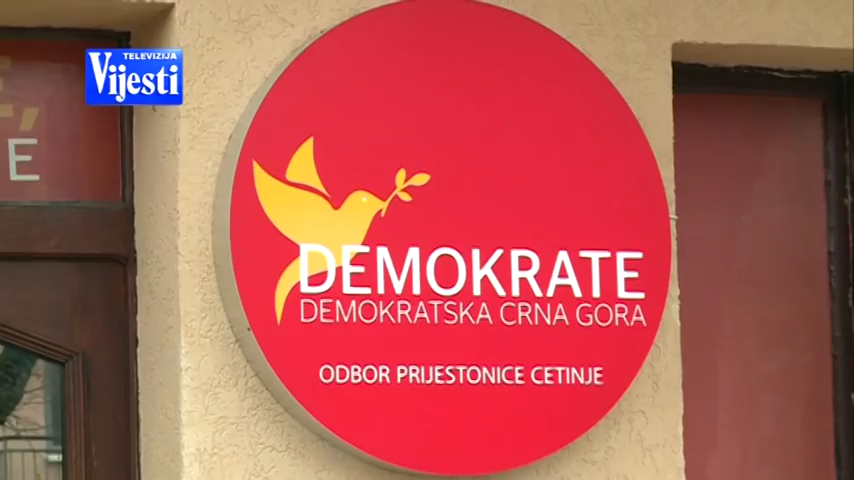 TELEVIZIJA
Vijesti
E
DEMOKRATE
DEMOKRATSKA CRNA GORA
ODBOR PRIJESTONICE CETINJE